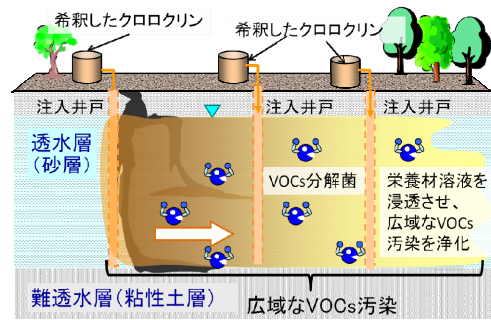 希釈したクロロクリン
希釈したクロロクリン
注入井戸
注入井戸
注入井戸
透水層
（砂層）
VOCs分解菌
栄養材溶液を
浸透させ、
広域なVOCs
汚染を浄化
難透水層（粘性土層）
広域なVOCs汚染